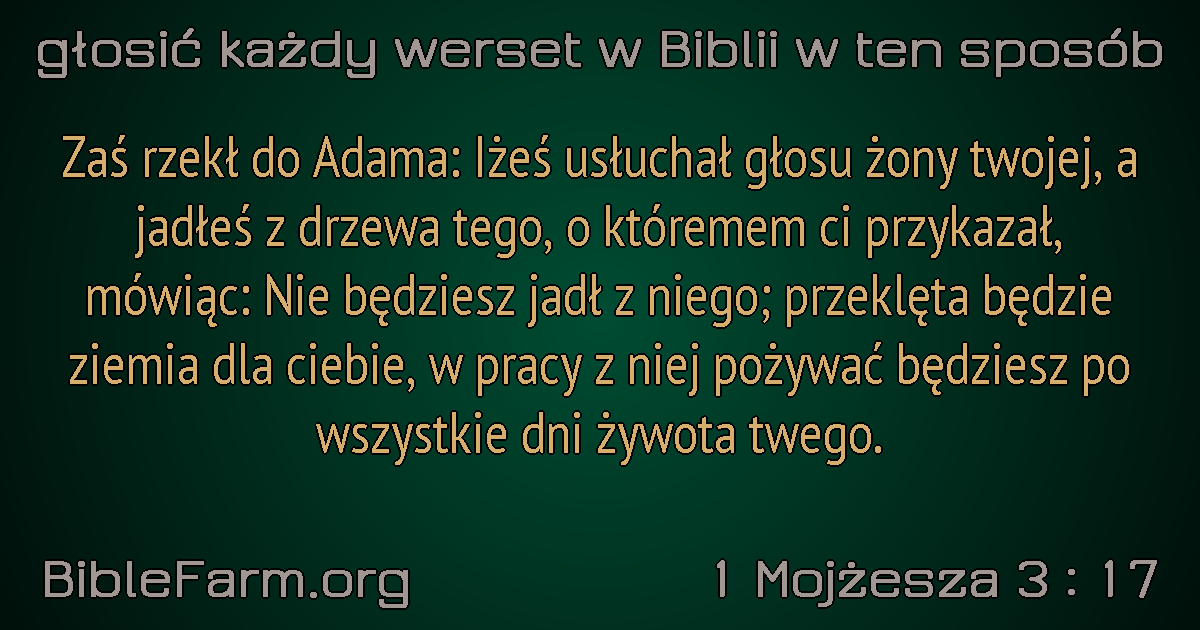 głosić każdy werset w Biblii w ten sposób
Zaś rzekł do Adama: Iżeś usłuchał głosu żony twojej, a
jadłeś z drzewa tego, o któremem ci przykazał,
mówiąc: Nie będziesz jadł z niego; przeklęta będzie
ziemia dla ciebie, w pracy z niej pożywać będziesz po
wszystkie dni żywota twego.
BibleFarm.org
1 Mojżesza 3 : 17